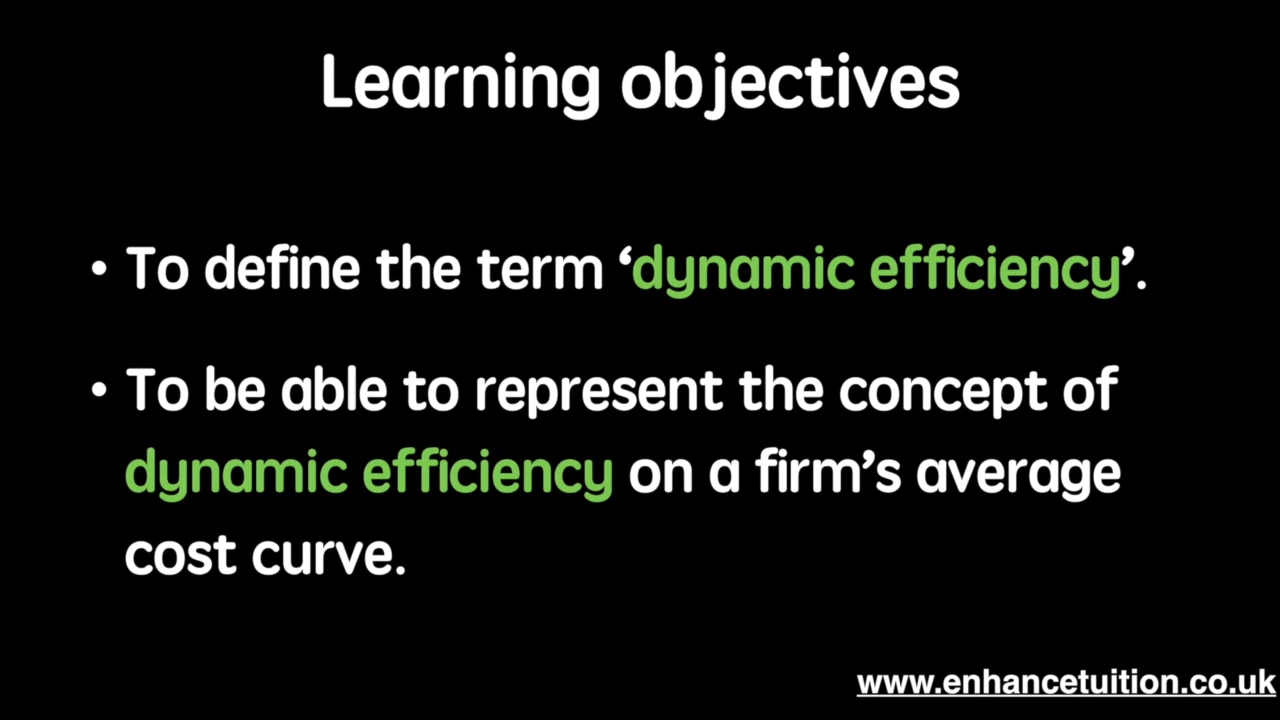 Learning objectives
• To define the term ‘dynamic efficiency’.
• To be able to represent the concept of
dynamic efficiency on a firm’s average
cost curve.
www.enhancetuition.co.uk